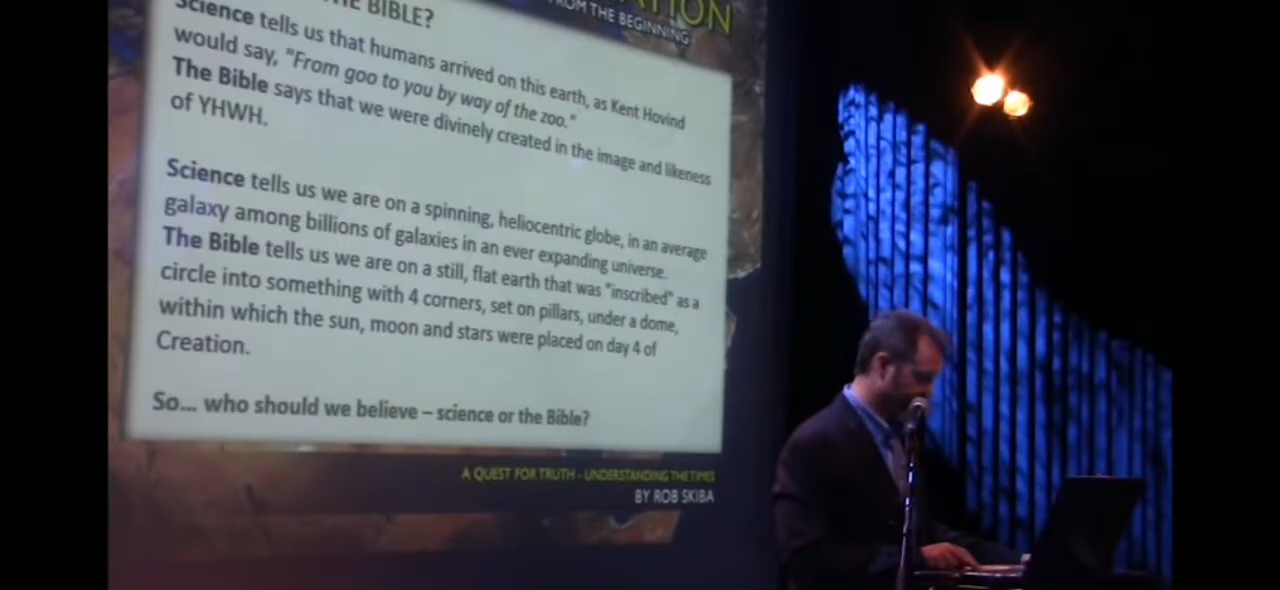 THE BIBLE?
ATION
FROM THE BEGINNING
Science tells us that humans arrived on this earth, as Kent Hovind
would say, "From goo to you by way of the zoo."
The Bible says that we were divinely created in the image and likeness
of YHWH.
Science tells us we are on a spinning, heliocentric globe, in an average
galaxy among billions of galaxies in an ever expanding universe.
The Bible tells us we are on a still, flat earth that was "inscribed" as a
circle into something with 4 corners, set on pillars, under a dome,
within which the sun, moon and stars were placed on day 4 of
Creation.
So... who should we believe – science or the Bible?
A QUEST FOR TRUTH - UNDERSTANDING THE TIMES
BY ROB SKIBA